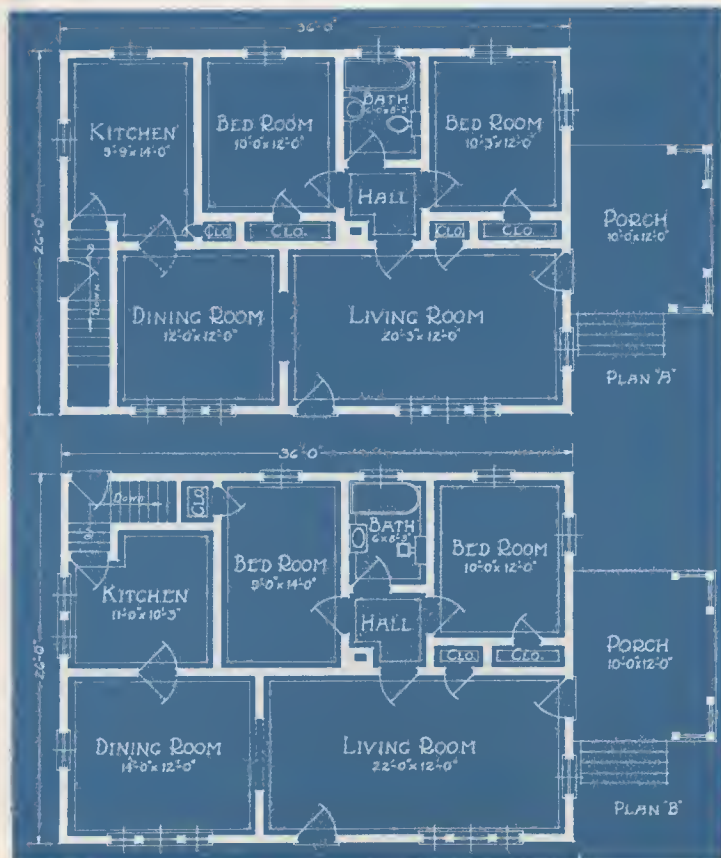 36'-0"
26'-0"
KITCHEN
9'-9"x14'-0"
BED ROOM
10'-0"x12'-0"
BATH
BED ROOM
10'-3"x12'-0"
HALL
PORCH
10'-0"x12'-0"
CLO
CLO.
CLO
CLO.
DOWN
DINING ROOM
12'-0"x12'-0"
LIVING ROOM
20'-3"x12'-0"
PLAN "A"
36'-0"
26'-0"
DOWN
CLO
BED ROOM
9'-0"x14'-0"
BATH
6'x8'-3"
BED ROOM
10'-0"x12'-0"
KITCHEN
11'-0"x10'-3"
HALL
CLO.
CLO.
PORCH
10'-0"x12'-0"
DINING ROOM
14'-0"x12'-0"
LIVING ROOM
22'-0"x12'-0"
PLAN "B"